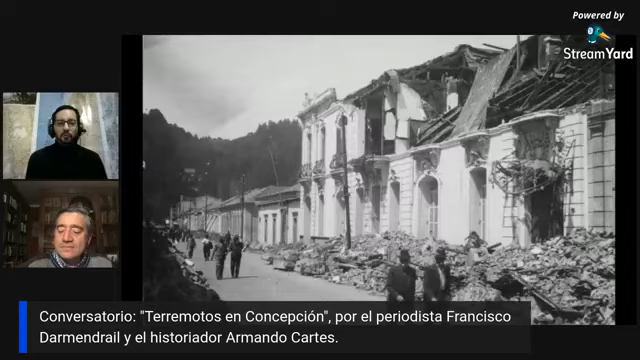 Powered by
StreamYard
Conversatorio: "Terremotos en Concepción", por el periodista Francisco
Darmendrail y el historiador Armando Cartes.